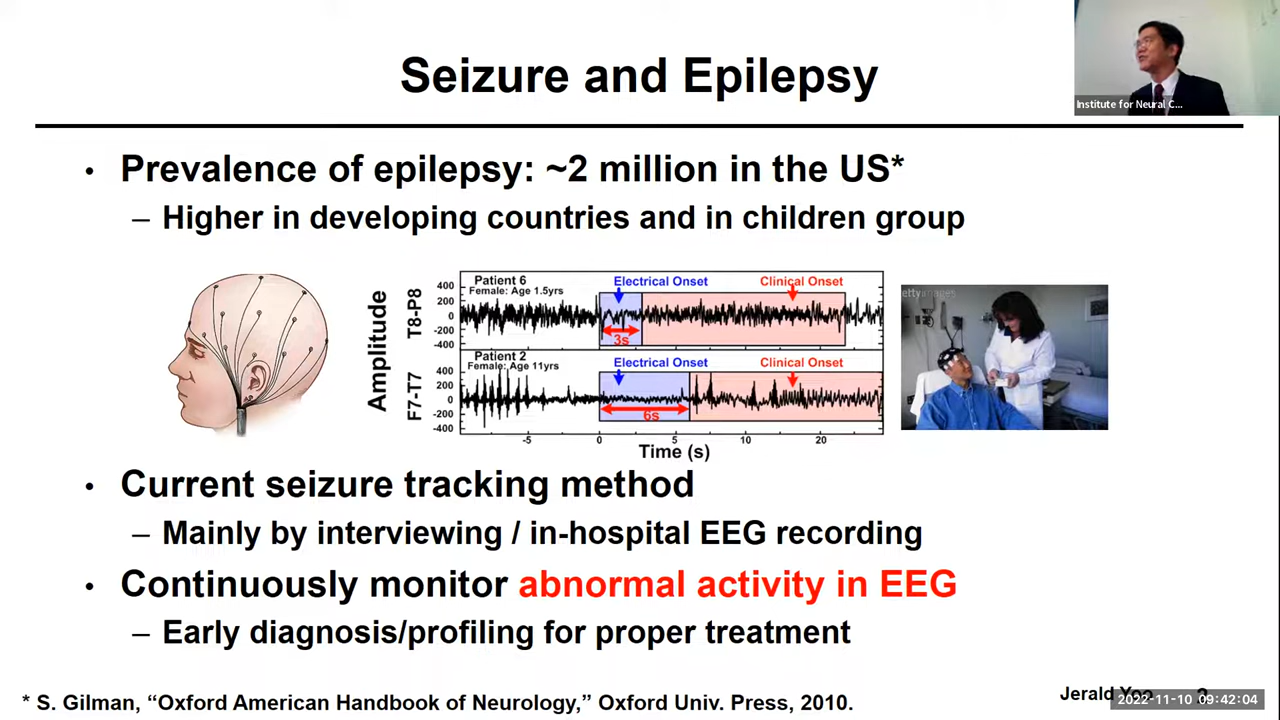 Seizure and Epilepsy
Institute for Neural C...
• Prevalence of epilepsy: ~2 million in the US*
– Higher in developing countries and in children group
Amplitude
T8-P8
400
200
0
-200
-400
Patient 6
Female: Age 1.5yrs
Electrical Onset
Clinical Onset
3s
F7-T7
400
200
0
-200
-400
Patient 2
Female: Age 11yrs
Electrical Onset
Clinical Onset
6s
-5 0 5 10 20
Time (s)
ettyimages
• Current seizure tracking method
– Mainly by interviewing / in-hospital EEG recording
• Continuously monitor abnormal activity in EEG
– Early diagnosis/profiling for proper treatment
* S. Gilman, “Oxford American Handbook of Neurology,” Oxford Univ. Press, 2010.
Jerald Yoo
2022-11-10 09:42:04